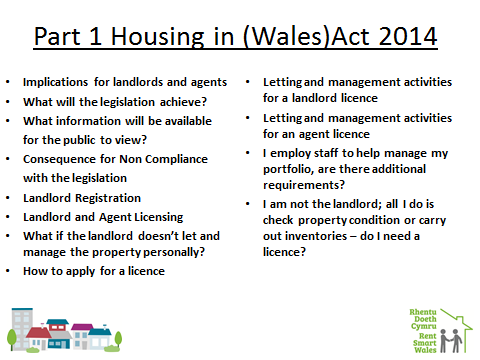 Part 1 Housing in (Wales)Act 2014
• Implications for landlords and agents
• What will the legislation achieve?
• What information will be available
for the public to view?
• Consequence for Non Compliance
with the legislation
• Landlord Registration
• Landlord and Agent Licensing
• What if the landlord doesn't let and
manage the property personally?
• How to apply for a licence
• Letting and management activities
for a landlord licence
• Letting and management activities
for an agent licence
• I employ staff to help manage my
portfolio, are there additional
requirements?
• I am not the landlord; all I do is
check property condition or carry
out inventories – do I need a
licence?
Rhentu
Doeth
Cymru
Rent
Smart
Wales